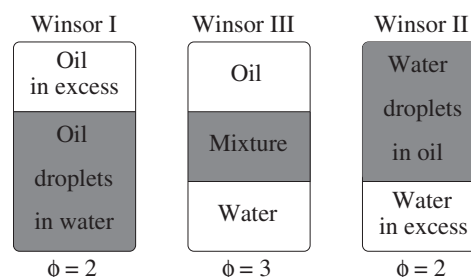 Winsor I
Oil
in excess
Oil
droplets
in water
ϕ = 2
Winsor III
Oil
Mixture
Water
ϕ = 3
Winsor II
Water
droplets
in oil
Water
in excess
ϕ = 2